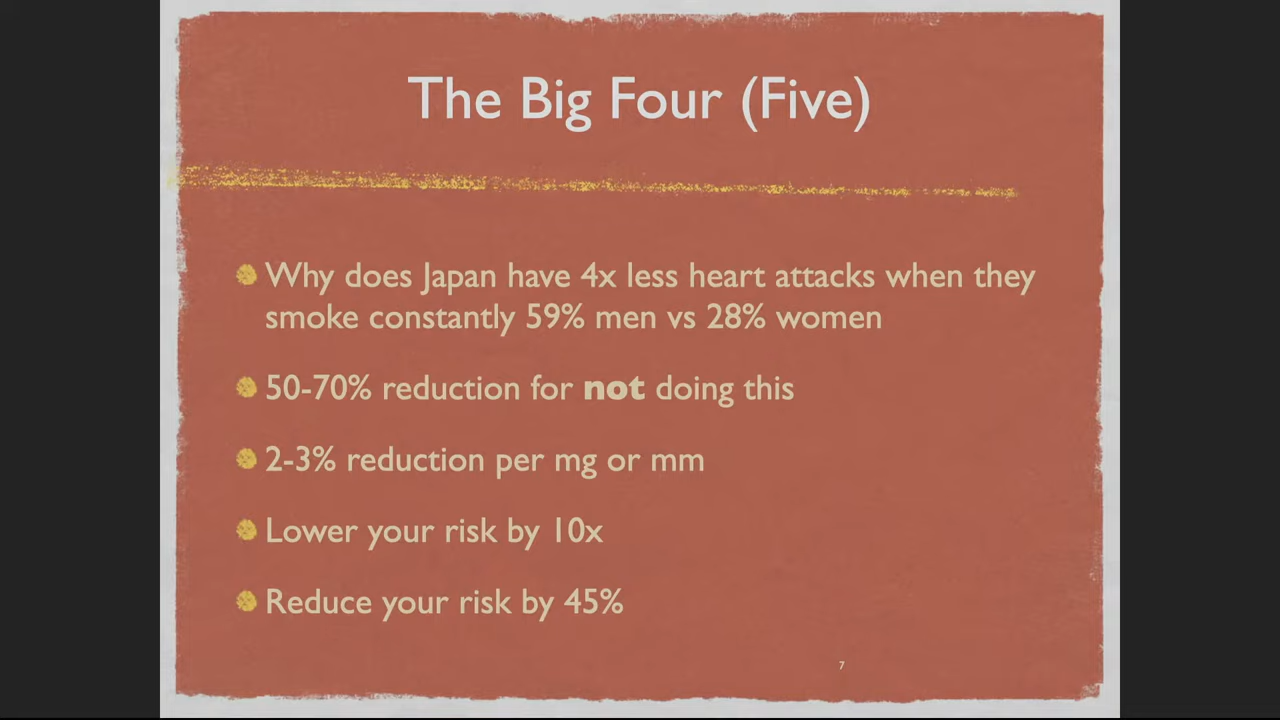 The Big Four (Five)
Why does Japan have 4x less heart attacks when they
smoke constantly 59% men vs 28% women
50-70% reduction for not doing this
2-3% reduction per mg or mm
Lower your risk by 10x
Reduce your risk by 45%
7